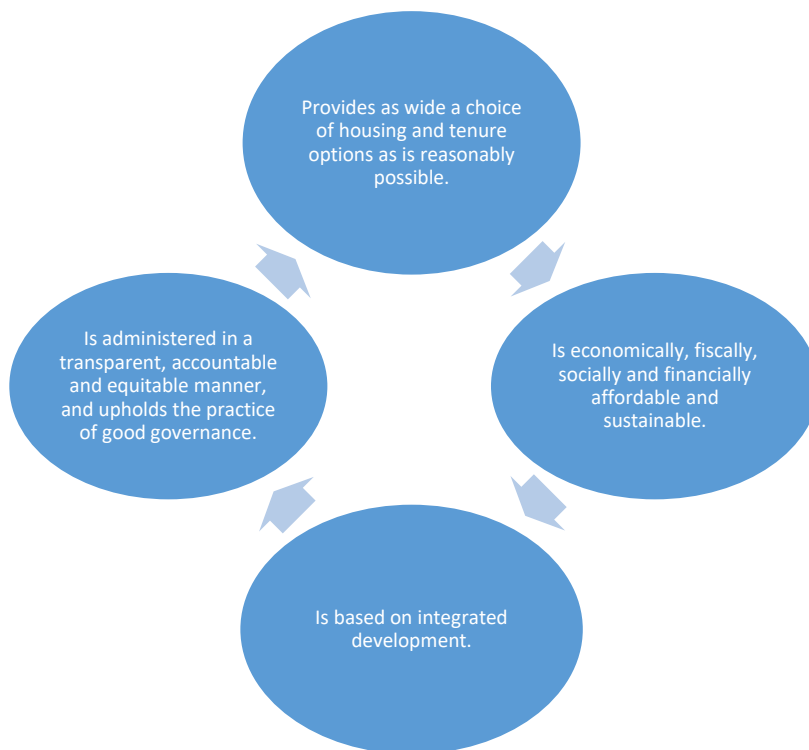 Provides as wide a choice
of housing and tenure
options as is reasonably
possible.
Is economically, fiscally,
socially and financially
affordable and
sustainable.
Is based on integrated
development.
Is administered in a
transparent, accountable
and equitable manner,
and upholds the practice
of good governance.